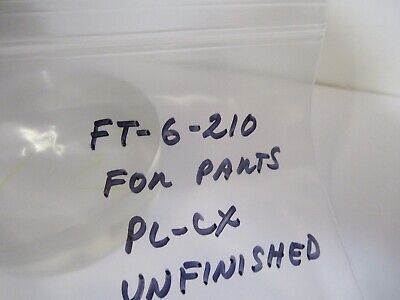 FT-6-210
FOR PARTS
PL-CX
UNFINISHED